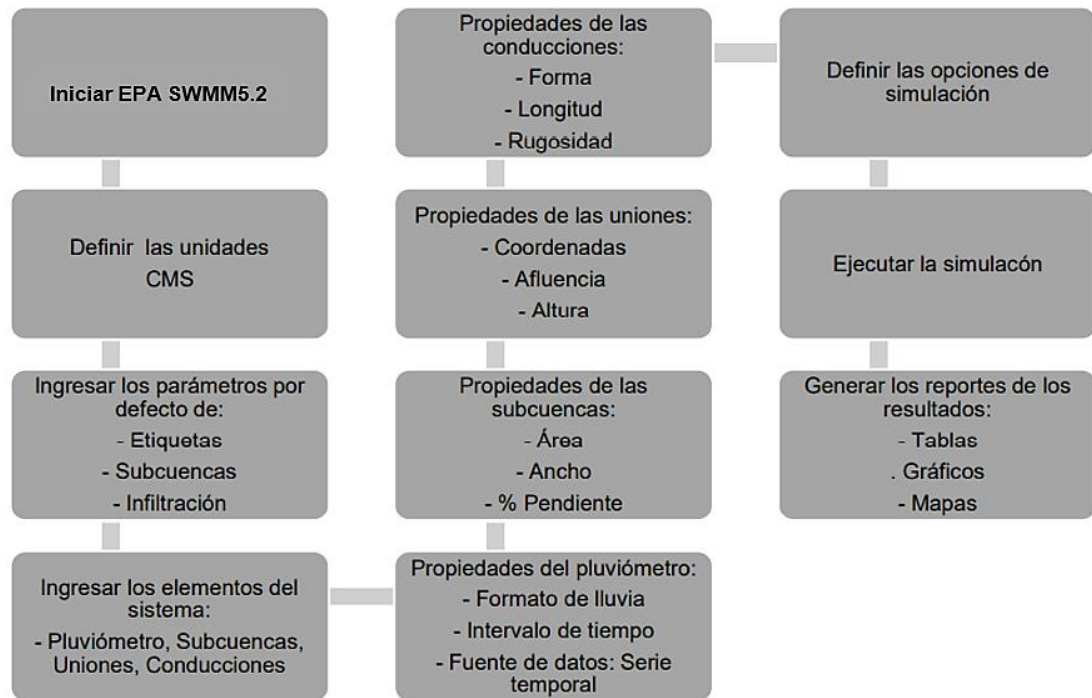 Iniciar EPA SWMM5.2
Definir las unidades
CMS
Ingresar los parámetros por
defecto de:
- Etiquetas
- Subcuencas
- Infiltración
Ingresar los elementos del
sistema:
- Pluviómetro, Subcuencas,
Uniones, Conducciones
Propiedades del pluviómetro:
- Formato de lluvia
- Intervalo de tiempo
- Fuente de datos: Serie
temporal
Propiedades de las
subcuencas:
- Área
- Ancho
- % Pendiente
Propiedades de las uniones:
- Coordenadas
- Afluencia
- Altura
Propiedades de las
conducciones:
- Forma
- Longitud
- Rugosidad
Definir las opciones de
simulación
Ejecutar la simulacón
Generar los reportes de los
resultados:
- Tablas
. Gráficos
- Mapas